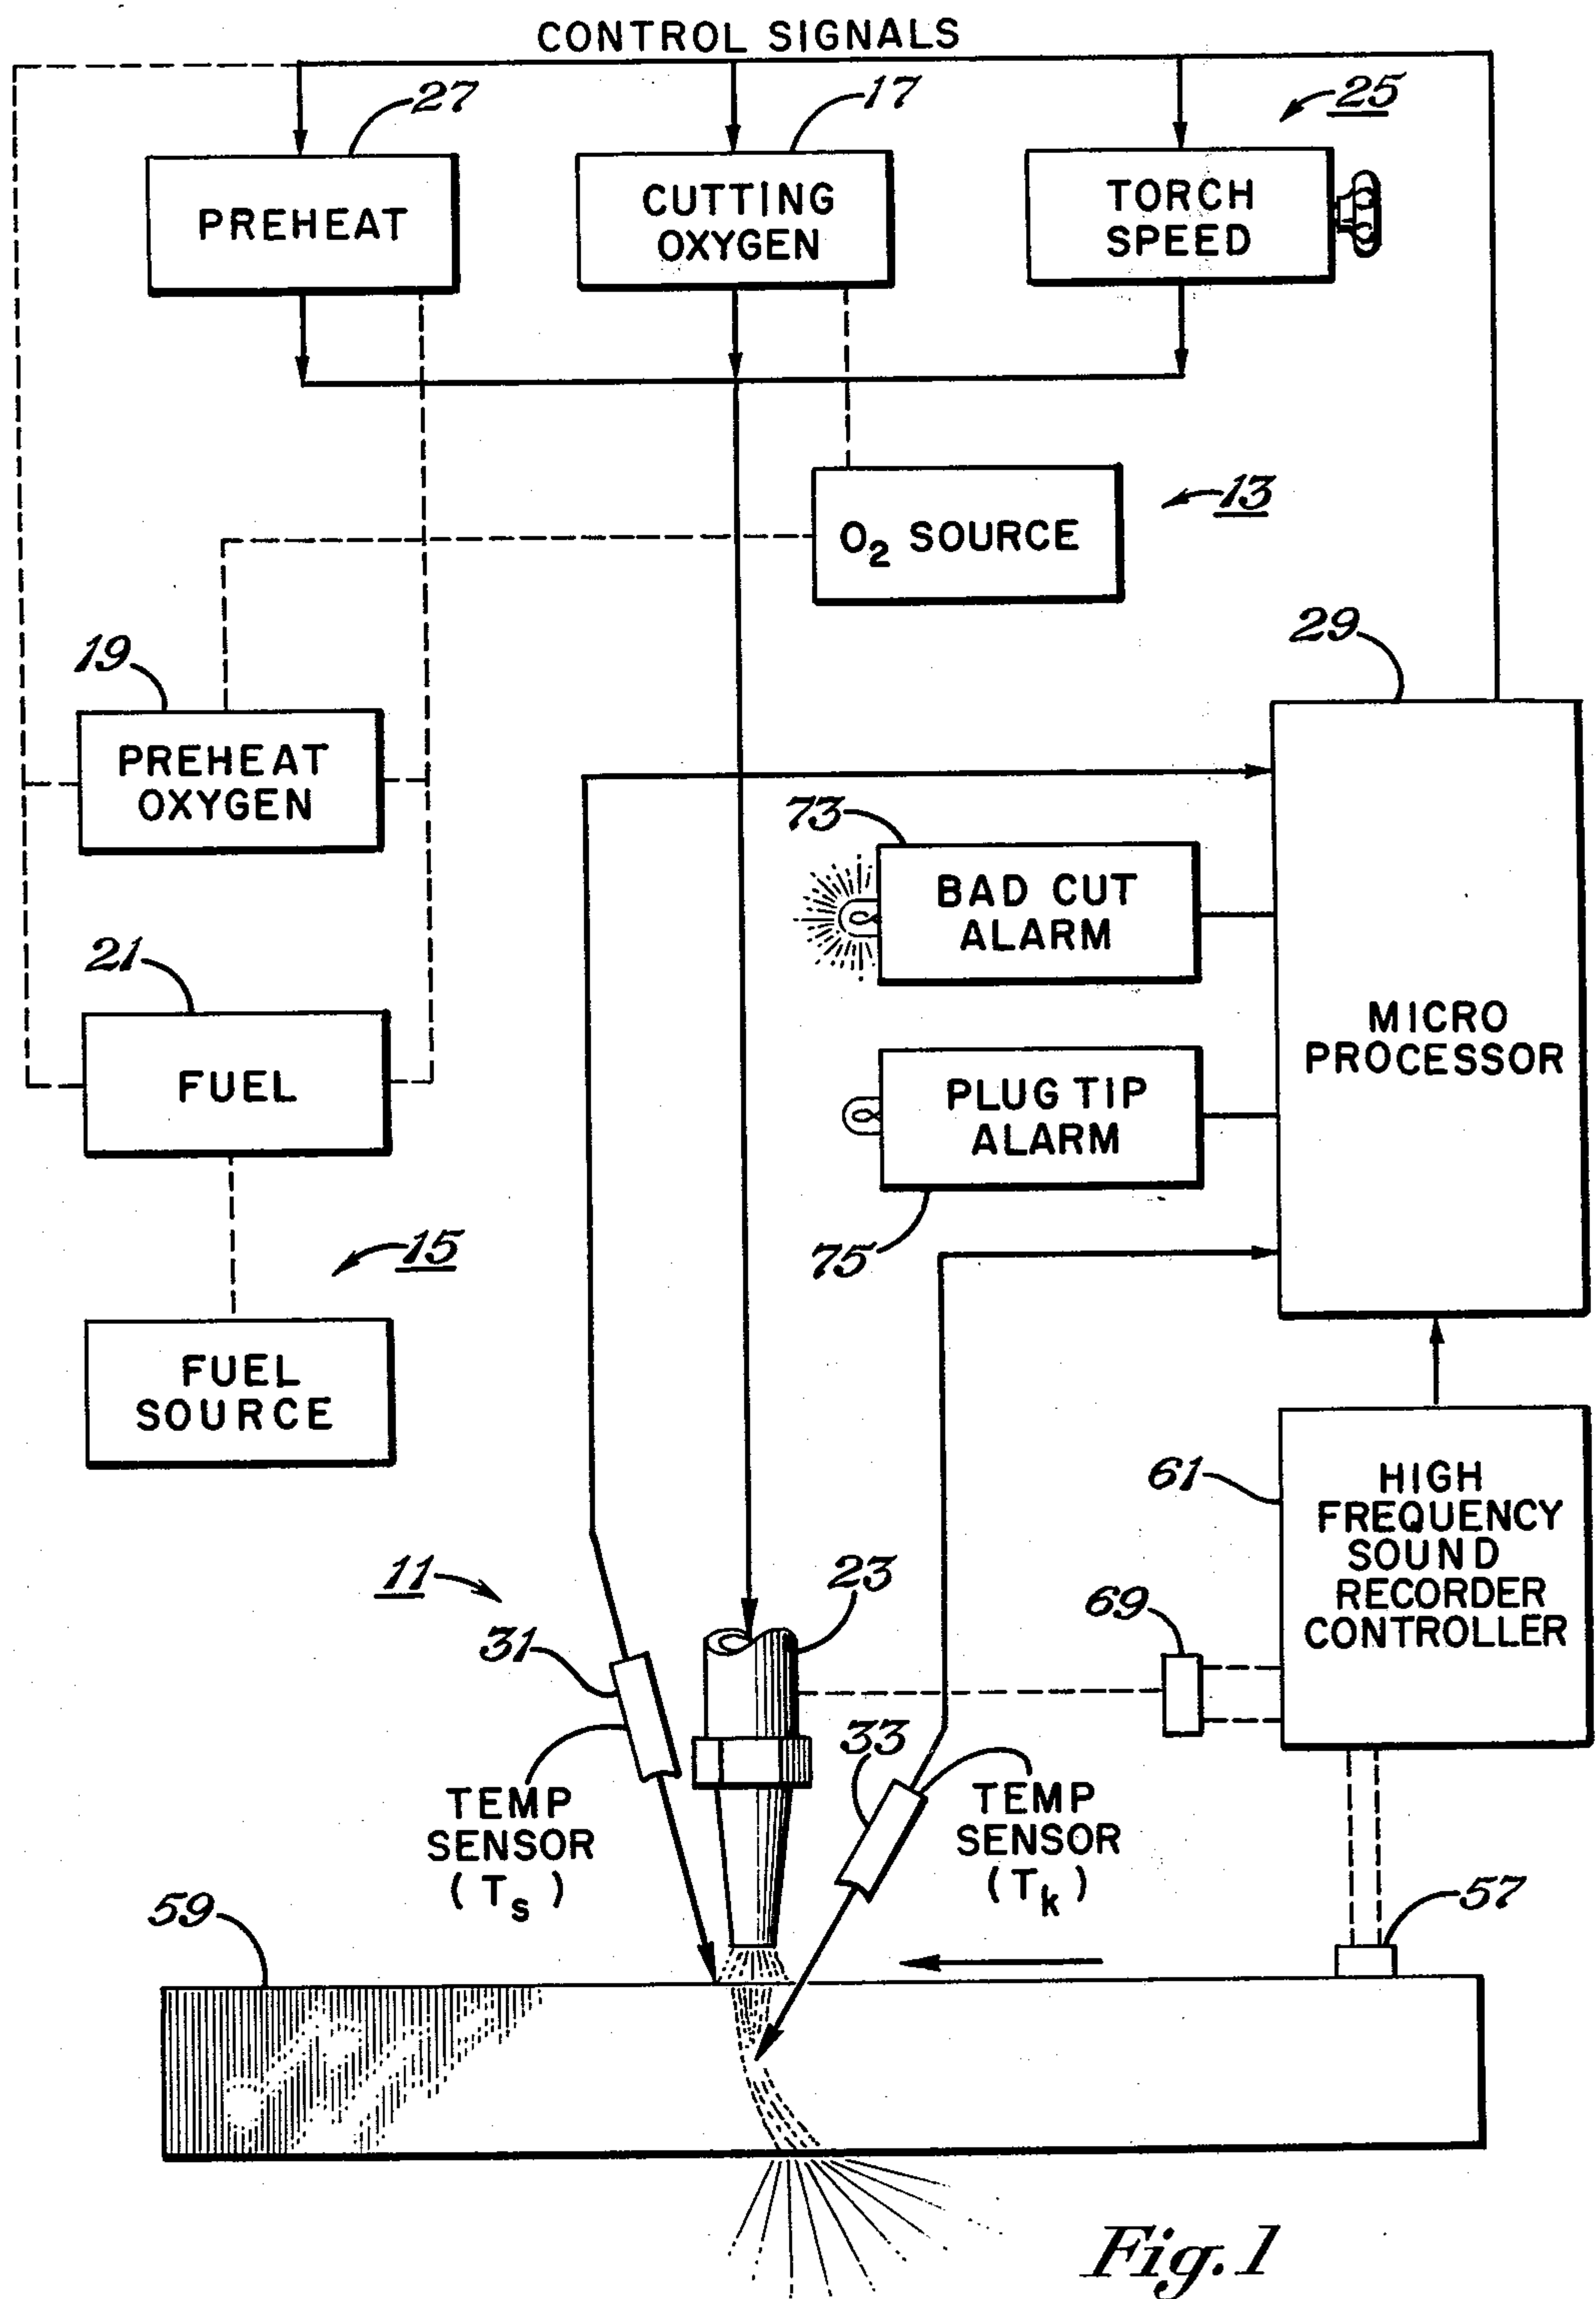 CONTROL SIGNALS
27
17
25
PREHEAT
CUTTING
OXYGEN
TORCH
SPEED
13
O₂ SOURCE
19
29
PREHEAT
OXYGEN
73
BAD CUT
ALARM
21
FUEL
MICRO
PROCESSOR
PLUG TIP
ALARM
75
15
FUEL
SOURCE
61
HIGH
FREQUENCY
SOUND
RECORDER
CONTROLLER
11
23
69
31
33
TEMP
SENSOR
(Tₛ)
TEMP
SENSOR
(Tₖ)
59
57
Fig. 1